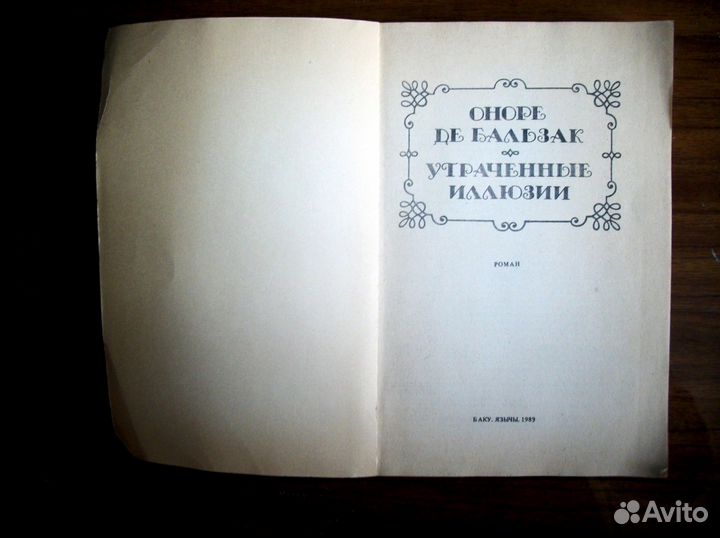 ОНОРЕ
ДЕ БАЛЬЗАК
УТРАЧЕННЫЕ
ИЛЛЮЗИИ
РОМАН
БАКУ. ЯЗЫЧЫ. 1989
Avito